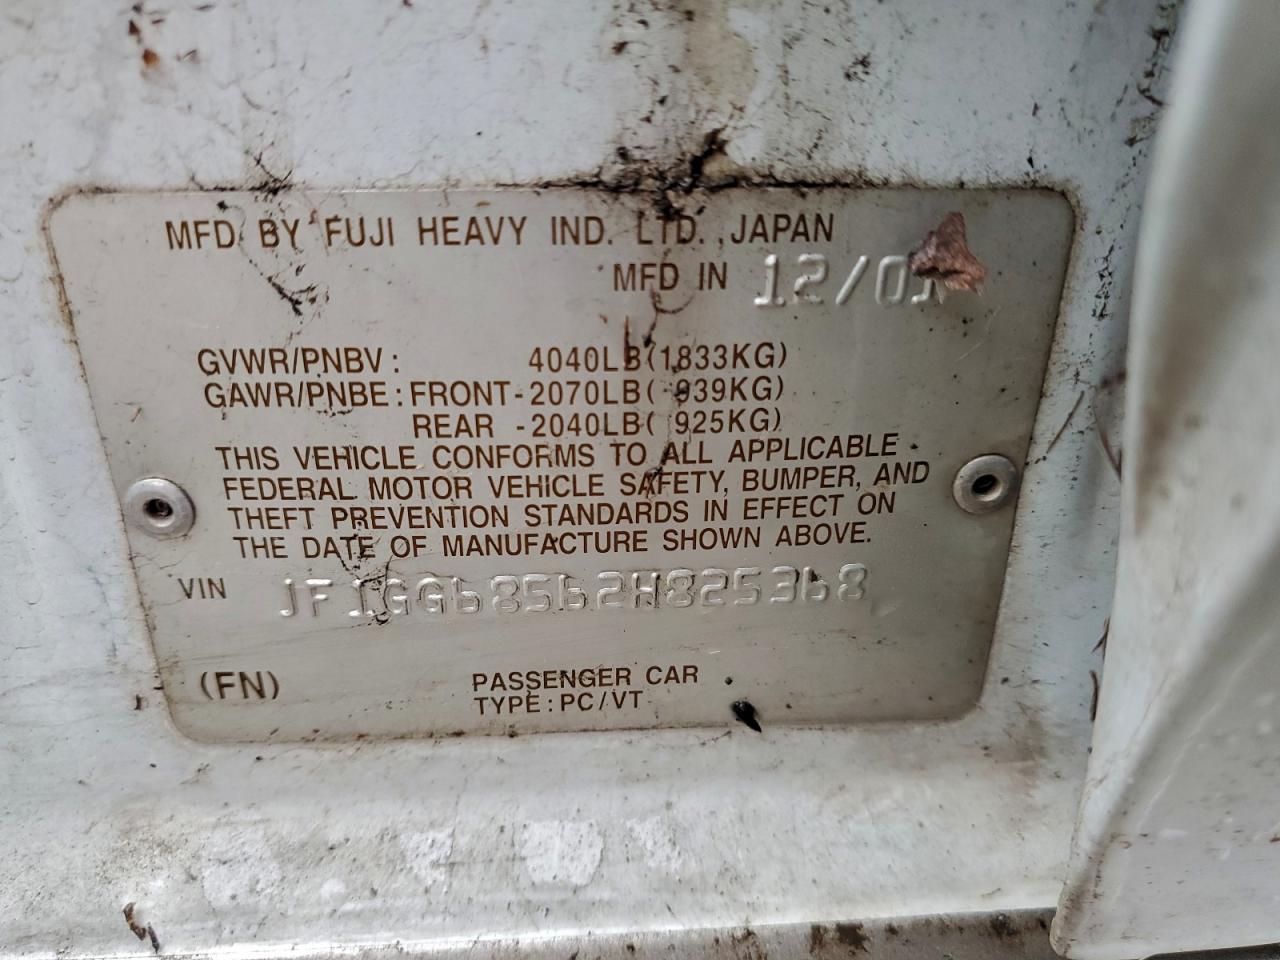 MFD BY FUJI HEAVY IND. LTD., JAPAN
MFD IN 12/01
GVWR/PNBV: 4040LB(1833KG)
GAWR/PNBE: FRONT-2070LB( 939KG)
REAR -2040LB( 925KG)
THIS VEHICLE CONFORMS TO ALL APPLICABLE
FEDERAL MOTOR VEHICLE SAFETY, BUMPER, AND
THEFT PREVENTION STANDARDS IN EFFECT ON
THE DATE OF MANUFACTURE SHOWN ABOVE.
VIN JF1GG68562H825368
(FN) PASSENGER CAR
TYPE: PC/VT